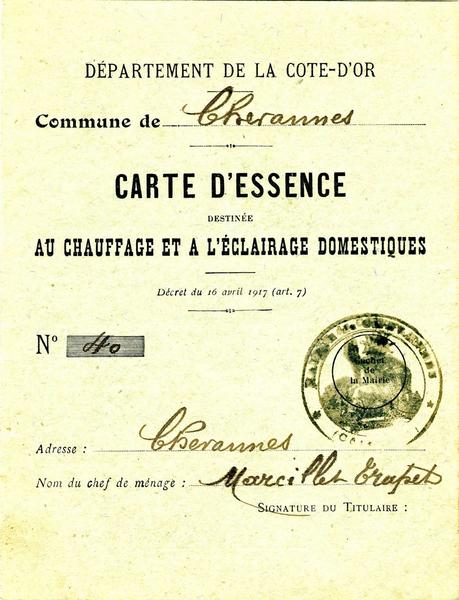 DÉPARTEMENT DE LA COTE-D'OR
Commune de Chevannes
CARTE D'ESSENCE
DESTINÉE
AU CHAUFFAGE ET A L'ÉCLAIRAGE DOMESTIQUES
Décret du 16 avril 1917 (art. 7)
N° 40
Cachet
de
la Mairie
Adresse : Chevannes
Nom du chef de ménage : Marcillet Trapet
SIGNATURE DU TITULAIRE :